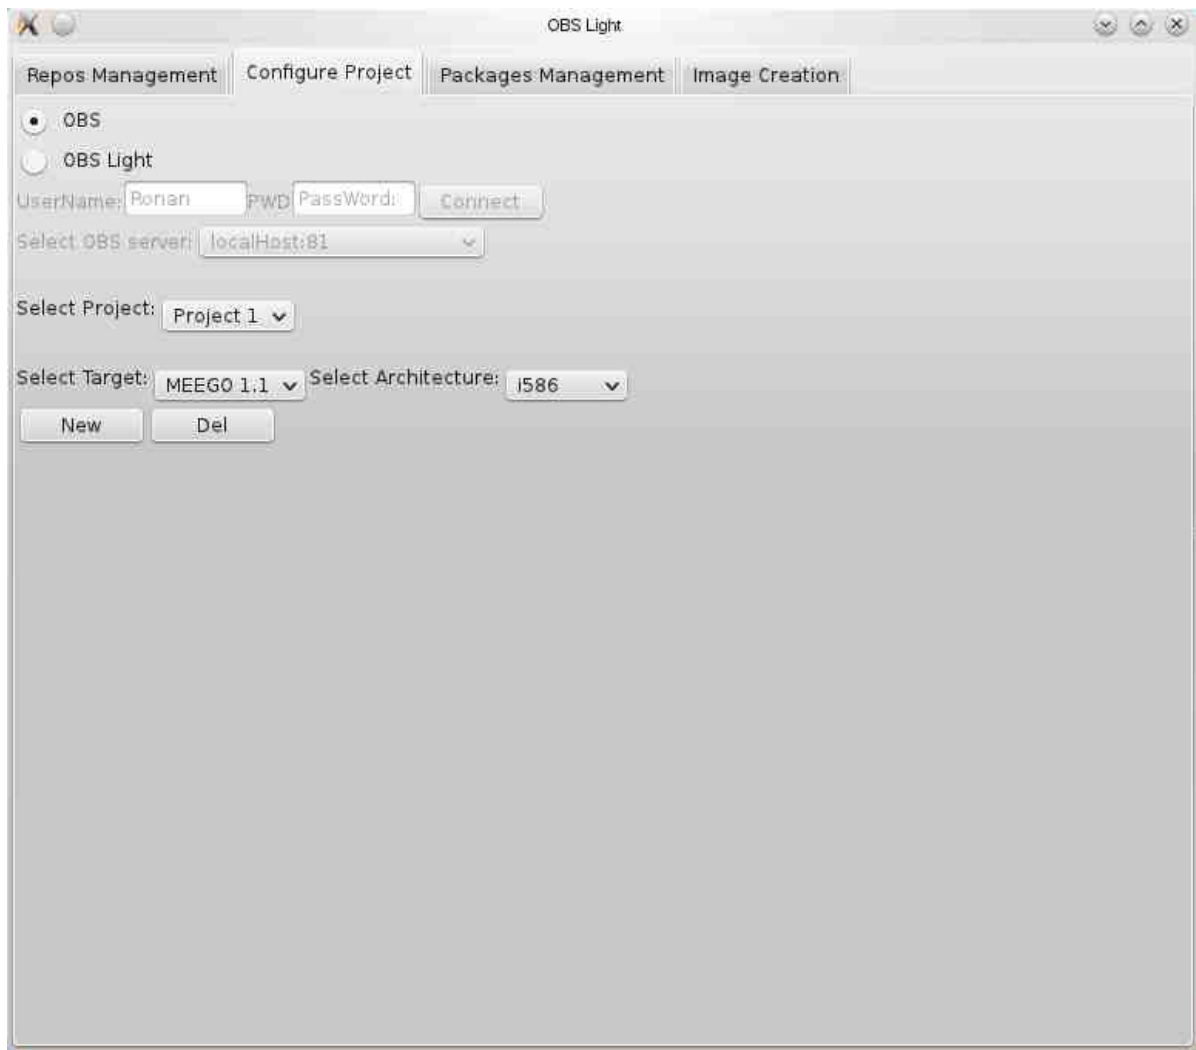 OBS Light
Repos Management Configure Project Packages Management Image Creation
OBS
OBS Light
UserName: Ronan PWD PassWord: Connect
Select OBS server: localHost:81
Select Project: Project 1
Select Target: MEEGO 1.1 Select Architecture: i586
New Del